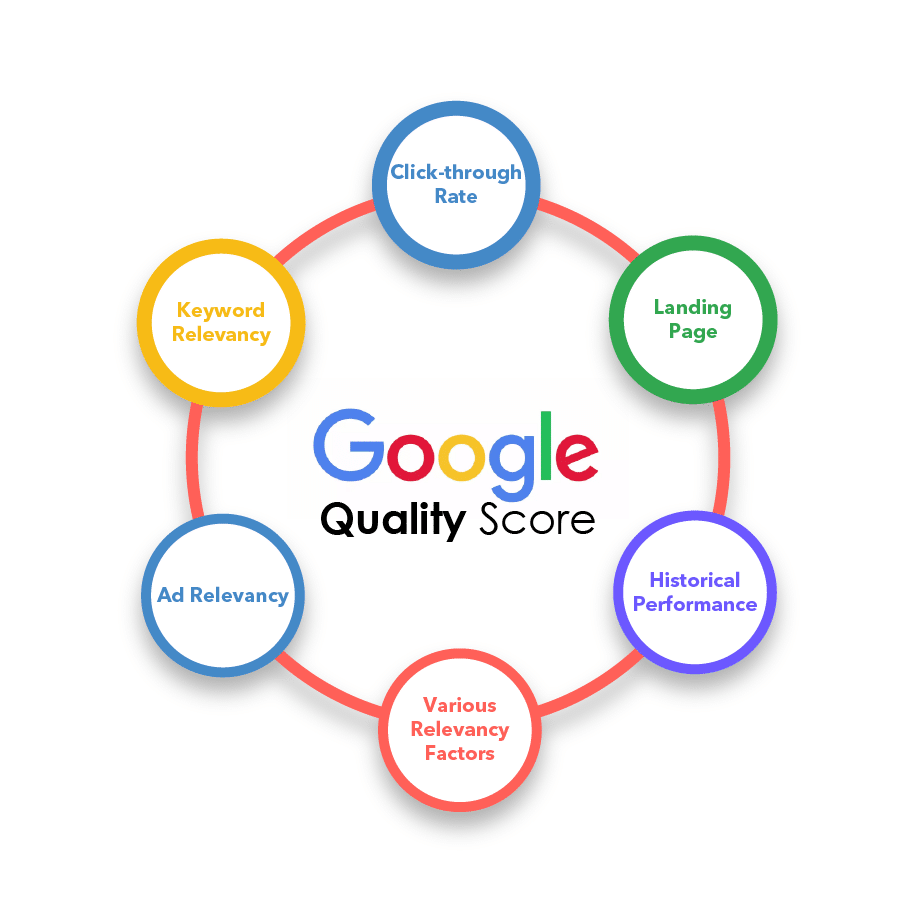 Click-through
Rate
Landing
Page
Historical
Performance
Various
Relevancy
Factors
Ad Relevancy
Keyword
Relevancy
Google
Quality Score